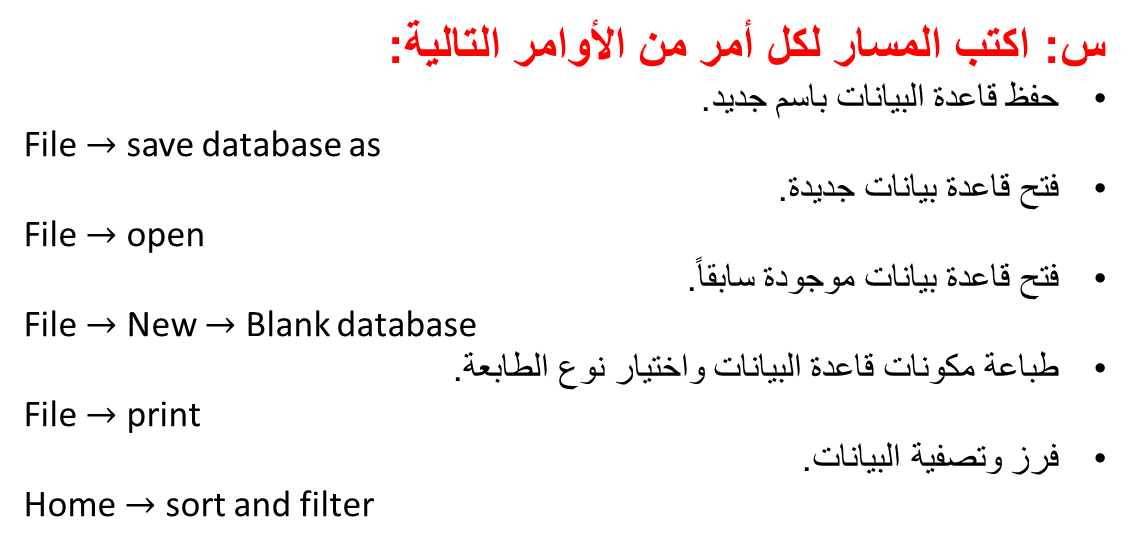 س: اكتب المسار لكل أمر من الأوامر التالية:
• حفظ قاعدة البيانات باسم جديد.
File → save database as
• فتح قاعدة بيانات جديدة.
File → open
• فتح قاعدة بيانات موجودة سابقاً.
File → New → Blank database
• طباعة مكونات قاعدة البيانات واختيار نوع الطابعة.
File → print
• فرز وتصفية البيانات.
Home → sort and filter